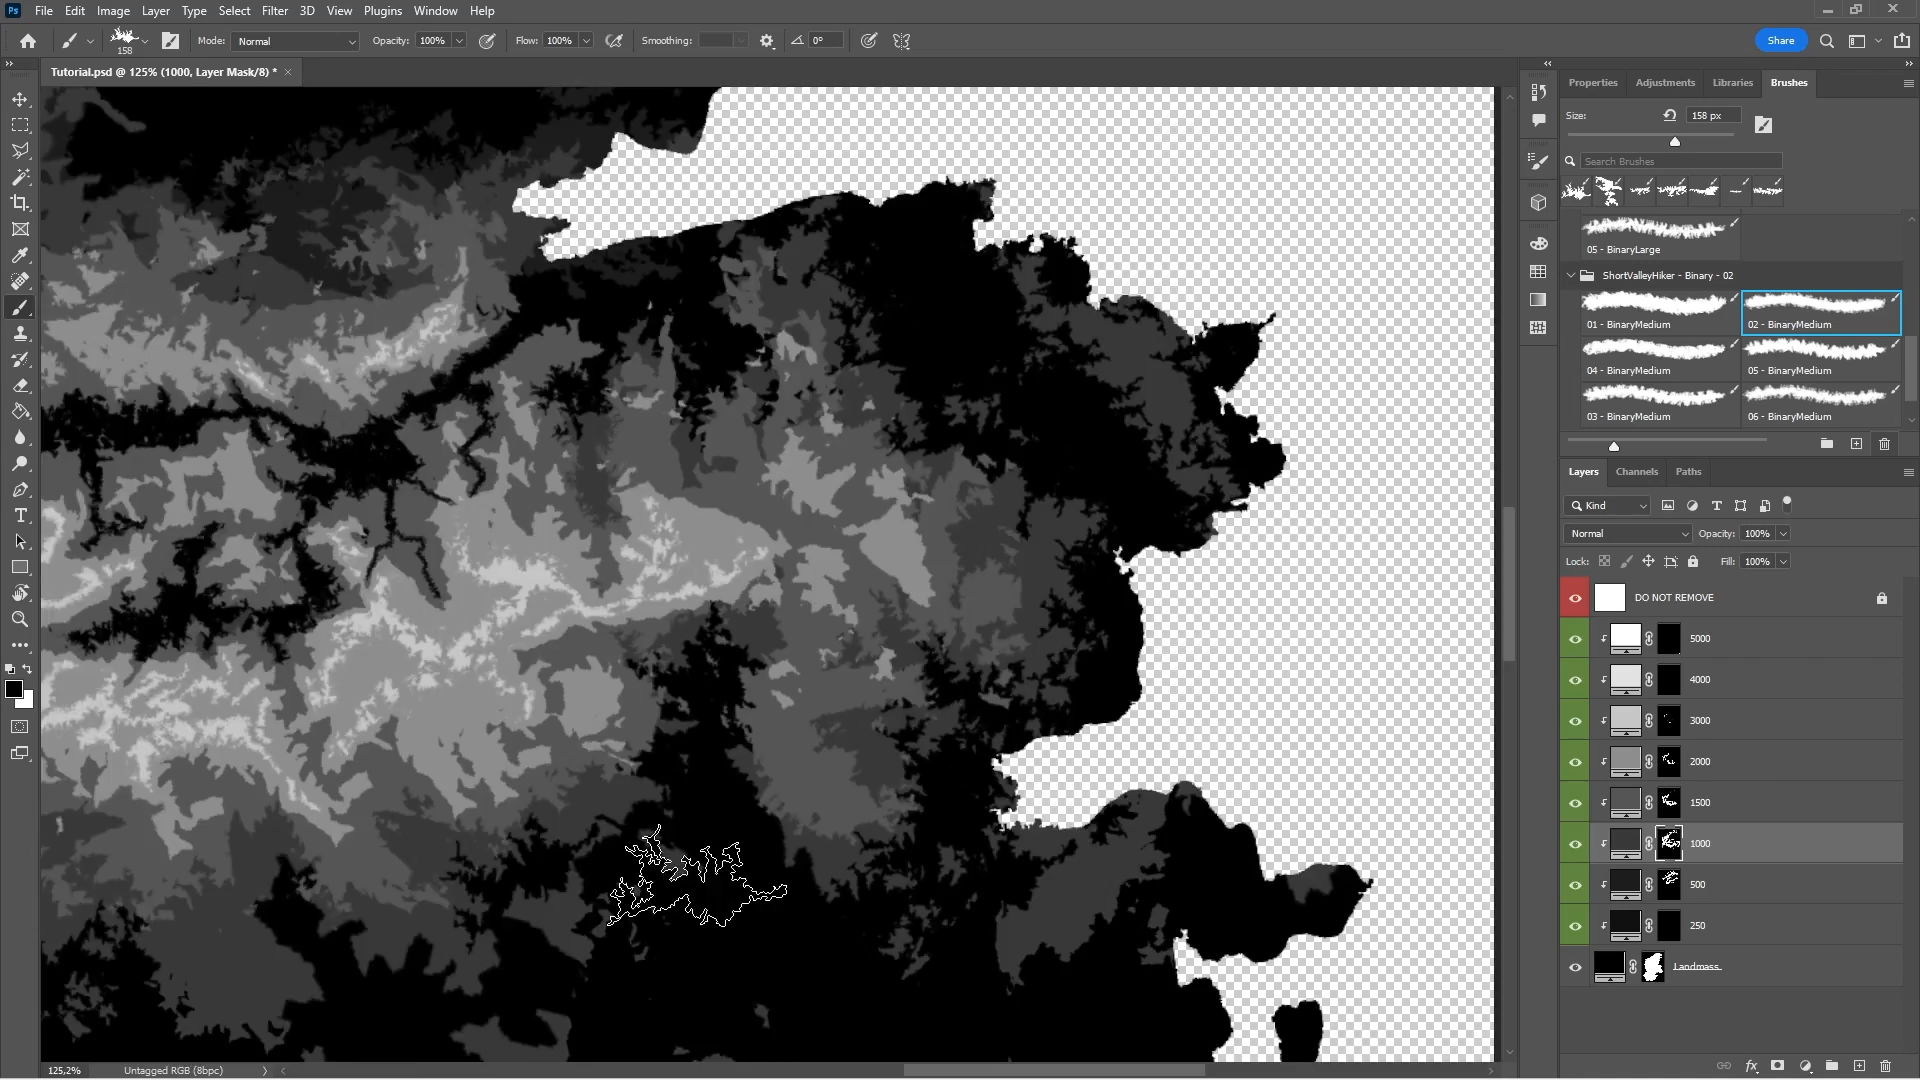 Ps File Edit Image Layer Type Select Filter 3D View Plugins Window Help
158 Mode: Normal Opacity: 100% Flow: 100% Smoothing: 0° Share
Tutorial.psd @ 125% (1000, Layer Mask/8) * ×
Properties Adjustments Libraries Brushes
Size: 158 px
Search Brushes
05 - BinaryLarge
ShortValleyHiker - Binary - 02
01 - BinaryMedium 02 - BinaryMedium
04 - BinaryMedium 05 - BinaryMedium
03 - BinaryMedium 06 - BinaryMedium
Layers Channels Paths
Kind
Normal Opacity: 100%
Lock: Fill: 100%
DO NOT REMOVE
5000
4000
3000
2000
1500
1000
500
250
Landmass
125,2% Untagged RGB (8bpc)